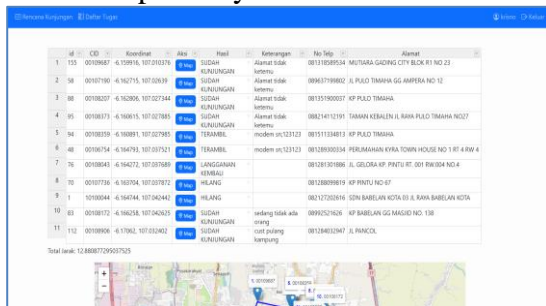 Rencana Kunjungan Daftar Tugas Keluar
id CID Koordinat Aksi Hasil Keterangan No Telp Alamat
1 155 00109687 -6.159916, 107.010376 Map SUDAH KUNJUNGAN Alamat tidak ketemu 081318589534 MUTIARA GADING CITY BLOK R1 NO 23
2 58 00107190 -6.162715, 107.02639 Map SUDAH KUNJUNGAN Alamat tidak ketemu 089637199802 JL PULO TIMAHA GG AMPERA NO 12
3 88 00108207 -6.162806, 107.027344 Map SUDAH KUNJUNGAN Alamat tidak ketemu 081351900037 KP PULO TIMAHA
4 95 00108373 -6.160615, 107.027885 Map SUDAH KUNJUNGAN Alamat tidak ketemu 088214112191 TAMAN KEBALEN JL RAYA PULO TIMAHA NO27
5 94 00108359 -6.160891, 107.027985 Map TERAMBIL modem sn;123123 081511334813 KP PULO TIMAHA
6 48 00106754 -6.164793, 107.037521 Map TERAMBIL modem sn;123123 081289300334 PERUMAHAN KYRA TOWN HOUSE NO 1 RT 4 RW 4
7 76 00108043 -6.164272, 107.037689 Map LANGGANAN KEMBALI 081281301886 JL GELORA KP. PINTU RT. 001 RW.004 NO.4
8 70 00107736 -6.163704, 107.037872 Map HILANG 081288099819 KP PINTU NO-67
9 1 10100044 -6.164744, 107.042442 Map HILANG 082127202616 SDN BABELAN KOTA 03 JL RAYA BABELAN KOTA
10 83 00108172 -6.166258, 107.042625 Map SUDAH KUNJUNGAN sedang tidak ada orang 08992521626 KP BABELAN GG MASJID NO. 138
11 112 00108906 -6.17062, 107.032402 Map SUDAH KUNJUNGAN cust pulang kampung 081284032947 JL PANCOL
Total Jarak: 12.880877295037525
+
1. 00109687
10. 00108172